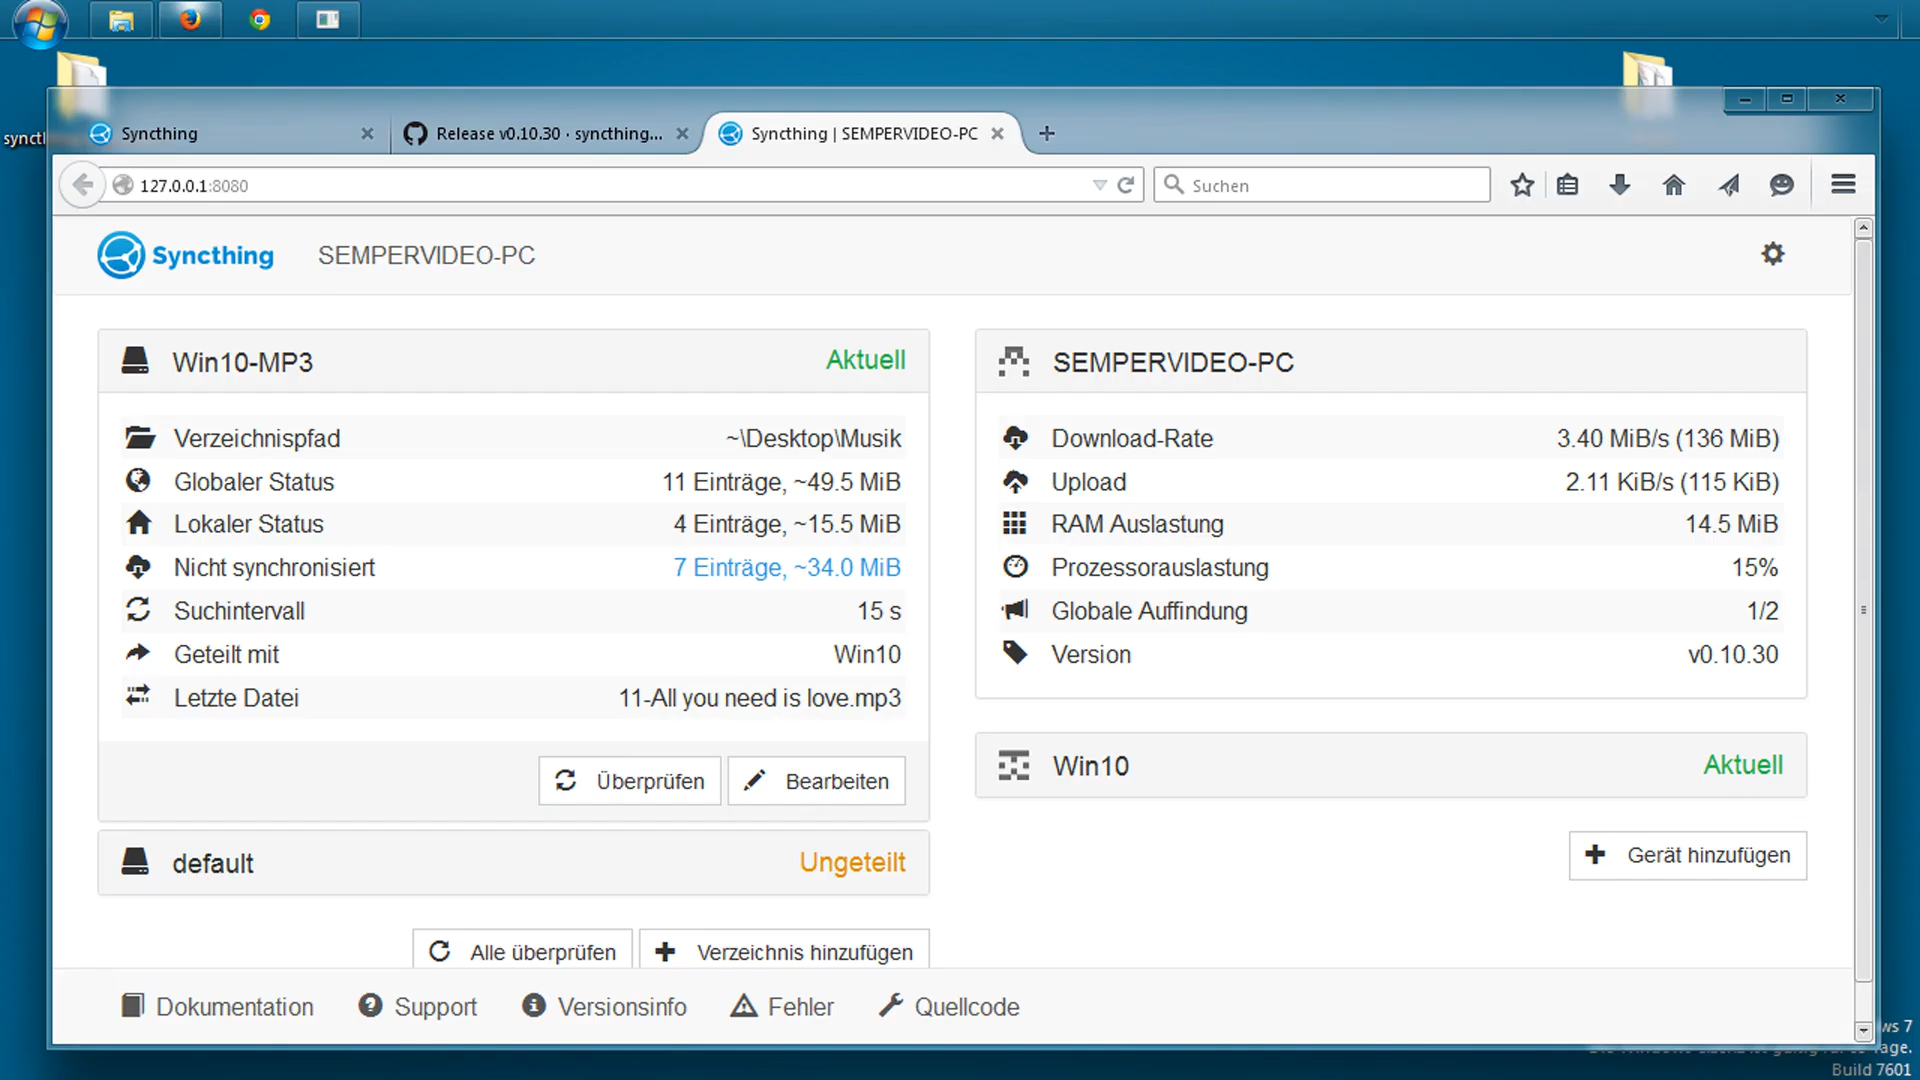 syncth
Syncthing
Release v0.10.30 · syncthing...
Syncthing | SEMPERVIDEO-PC
127.0.0.1:8080
Suchen
Syncthing
SEMPERVIDEO-PC
Win10-MP3
Aktuell
Verzeichnispfad
~\Desktop\Musik
Globaler Status
11 Einträge, ~49.5 MiB
Lokaler Status
4 Einträge, ~15.5 MiB
Nicht synchronisiert
7 Einträge, ~34.0 MiB
Suchintervall
15 s
Geteilt mit
Win10
Letzte Datei
11-All you need is love.mp3
Überprüfen
Bearbeiten
default
Ungeteilt
Alle überprüfen
Verzeichnis hinzufügen
SEMPERVIDEO-PC
Download-Rate
3.40 MiB/s (136 MiB)
Upload
2.11 KiB/s (115 KiB)
RAM Auslastung
14.5 MiB
Prozessorauslastung
15%
Globale Auffindung
1/2
Version
v0.10.30
Win10
Aktuell
Gerät hinzufügen
Dokumentation
Support
Versionsinfo
Fehler
Quellcode
ws 7
Tage.
Build 7601